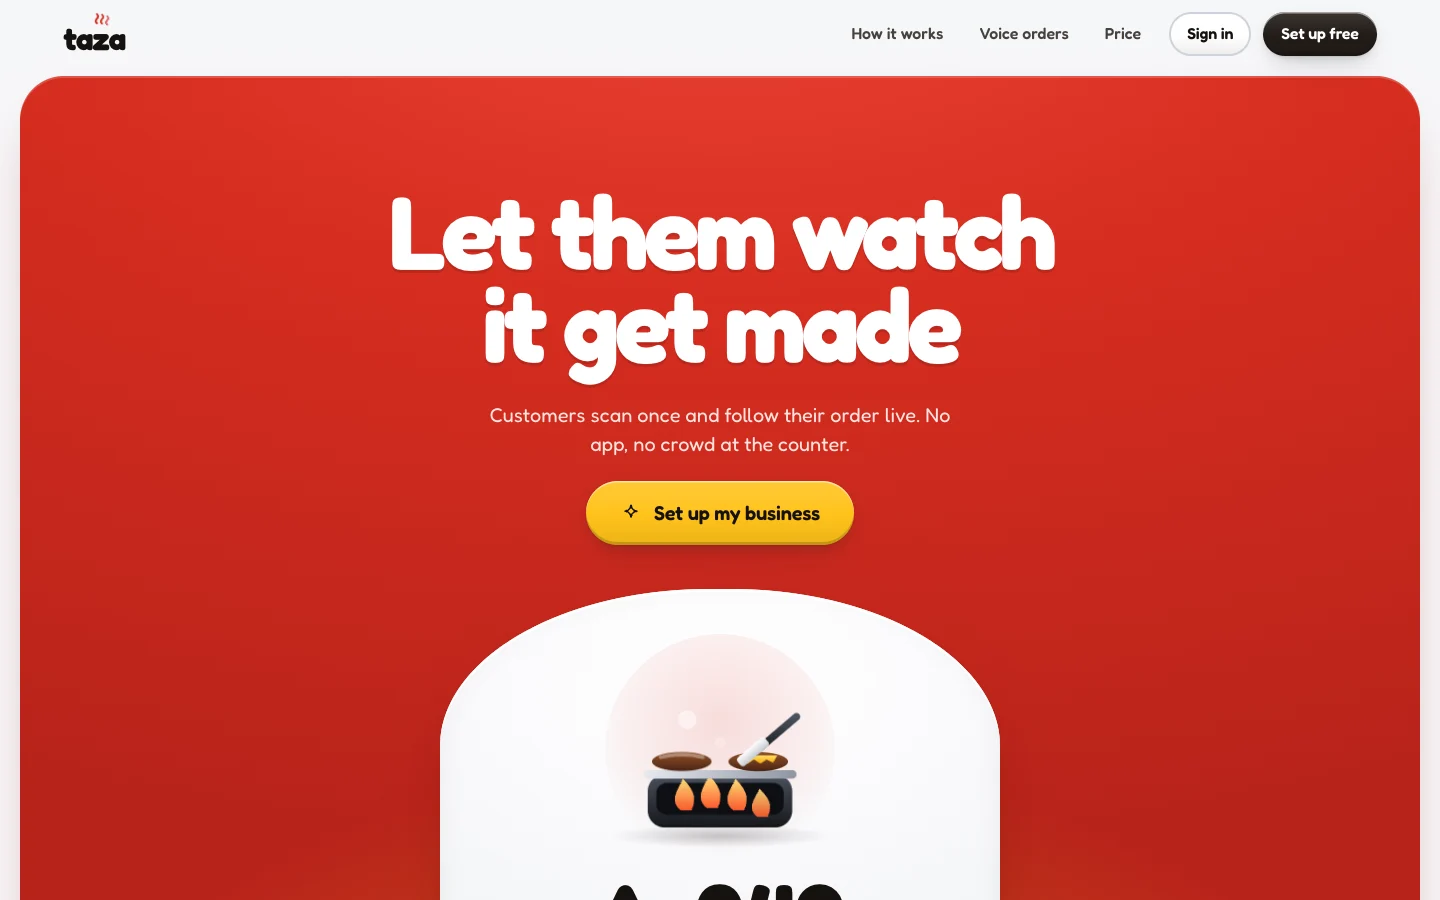 taza
How it works
Voice orders
Price
Sign in
Set up free
Let them watch
it get made
Customers scan once and follow their order live. No
app, no crowd at the counter.
Set up my business